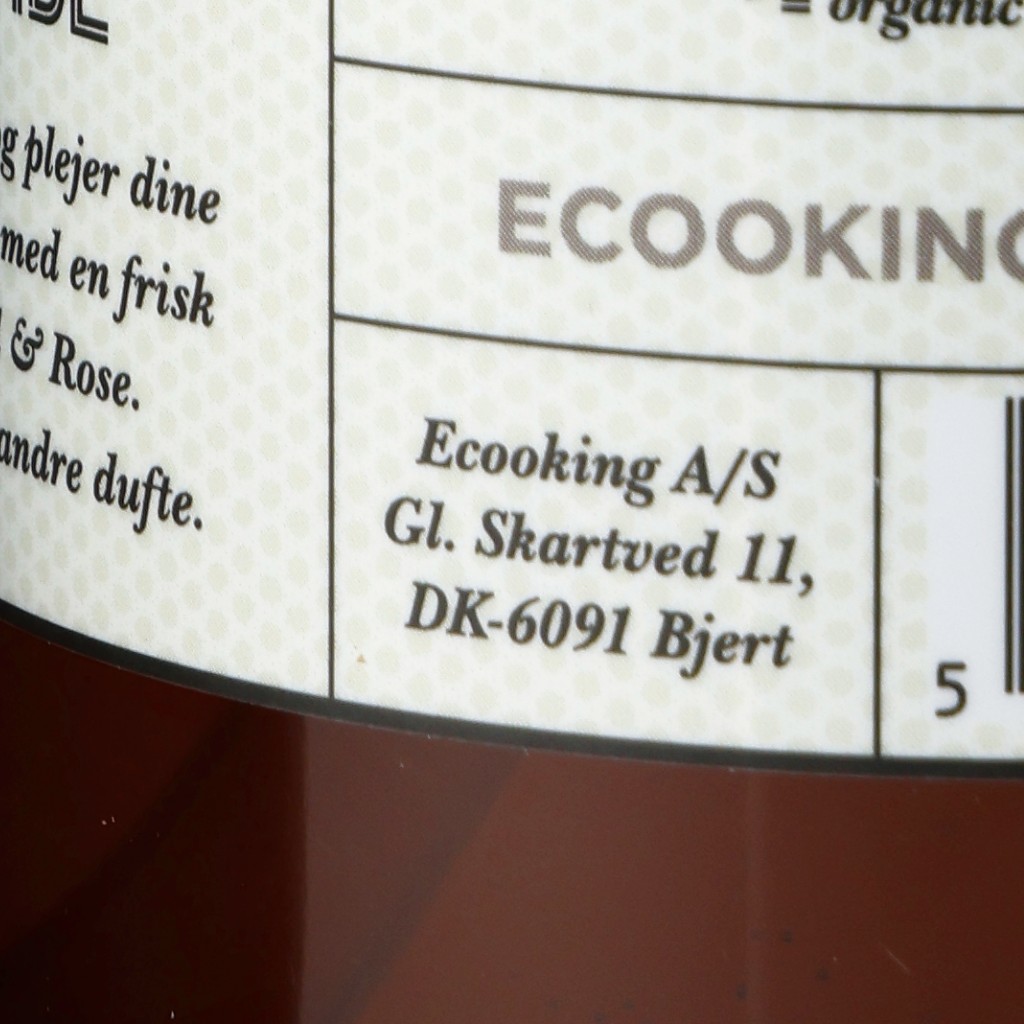 plejer dine
med en frisk
& Rose.
andre dufte.
= organic
ECOOKING
Ecooking A/S
Gl. Skartved 11,
DK-6091 Bjert
5